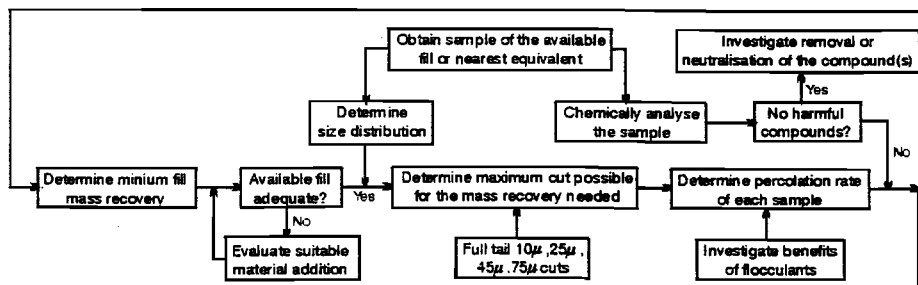 Obtain sample of the available
fill or nearest equivalent
Investigate removal or
neutralisation of the compound(s)
Yes
Determine
size distribution
Chemically analyse
the sample
No harmful
compounds?
No
Determine minium fill
mass recovery
Available fill
adequate?
Yes
Determine maximum cut possible
for the mass recovery needed
Determine percolation rate
of each sample
No
Evaluate suitable
material addition
Full tail 10μ ,25μ ,
45μ .75μ cuts
Investigate benefits
of flocculants